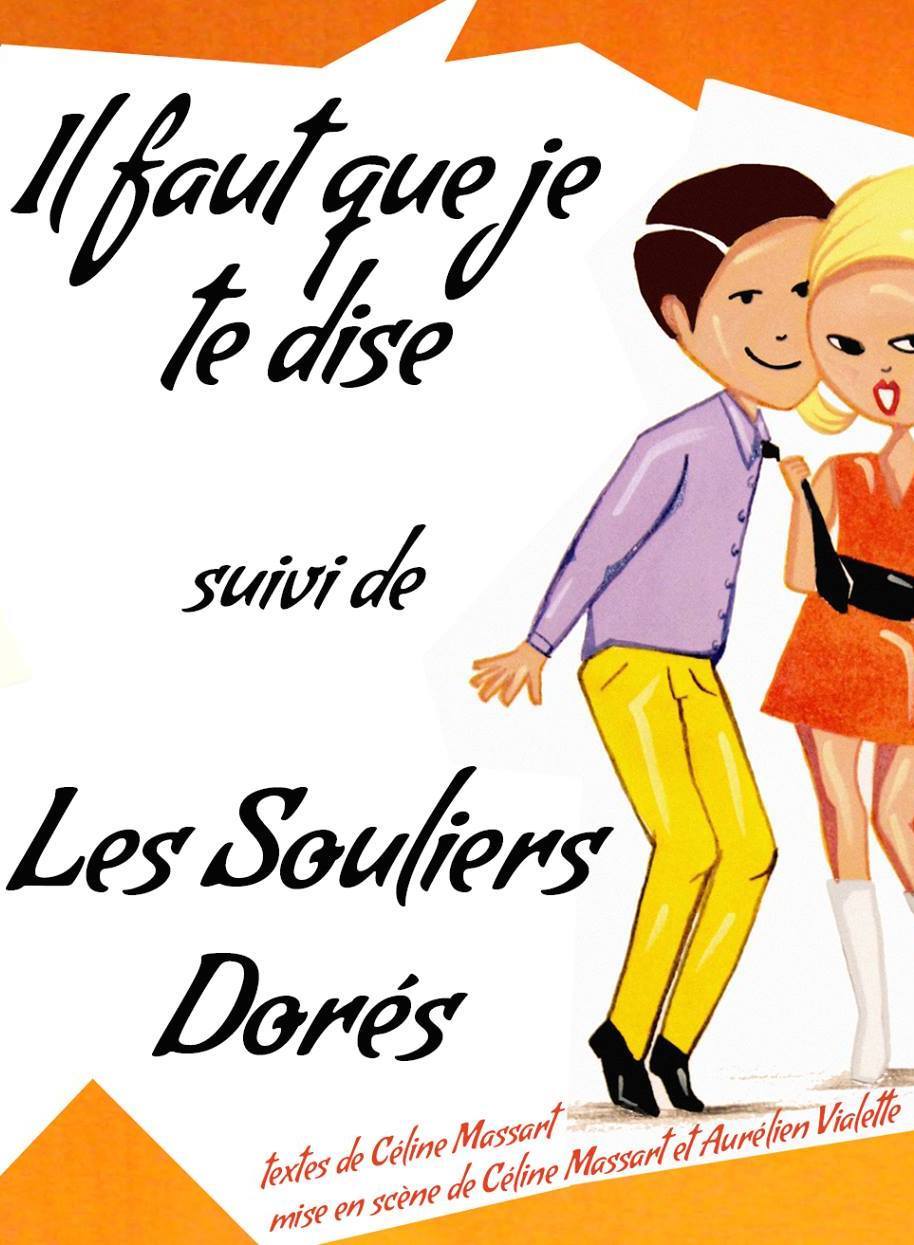 Il faut que je
te dise
suivi de
Les Souliers
Dorés
textes de Céline Massart
mise en scène de Céline Massart et Aurélien Vialette